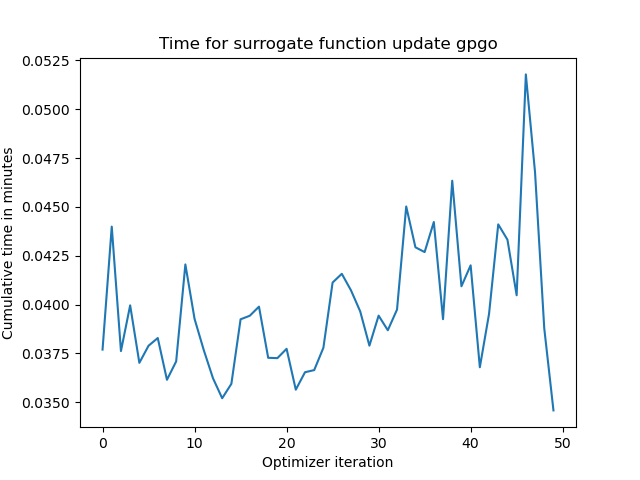 Time for surrogate function update gpgo
Cumulative time in minutes
0.0525
0.0500
0.0475
0.0450
0.0425
0.0400
0.0375
0.0350
0 10 20 30 40 50
Optimizer iteration